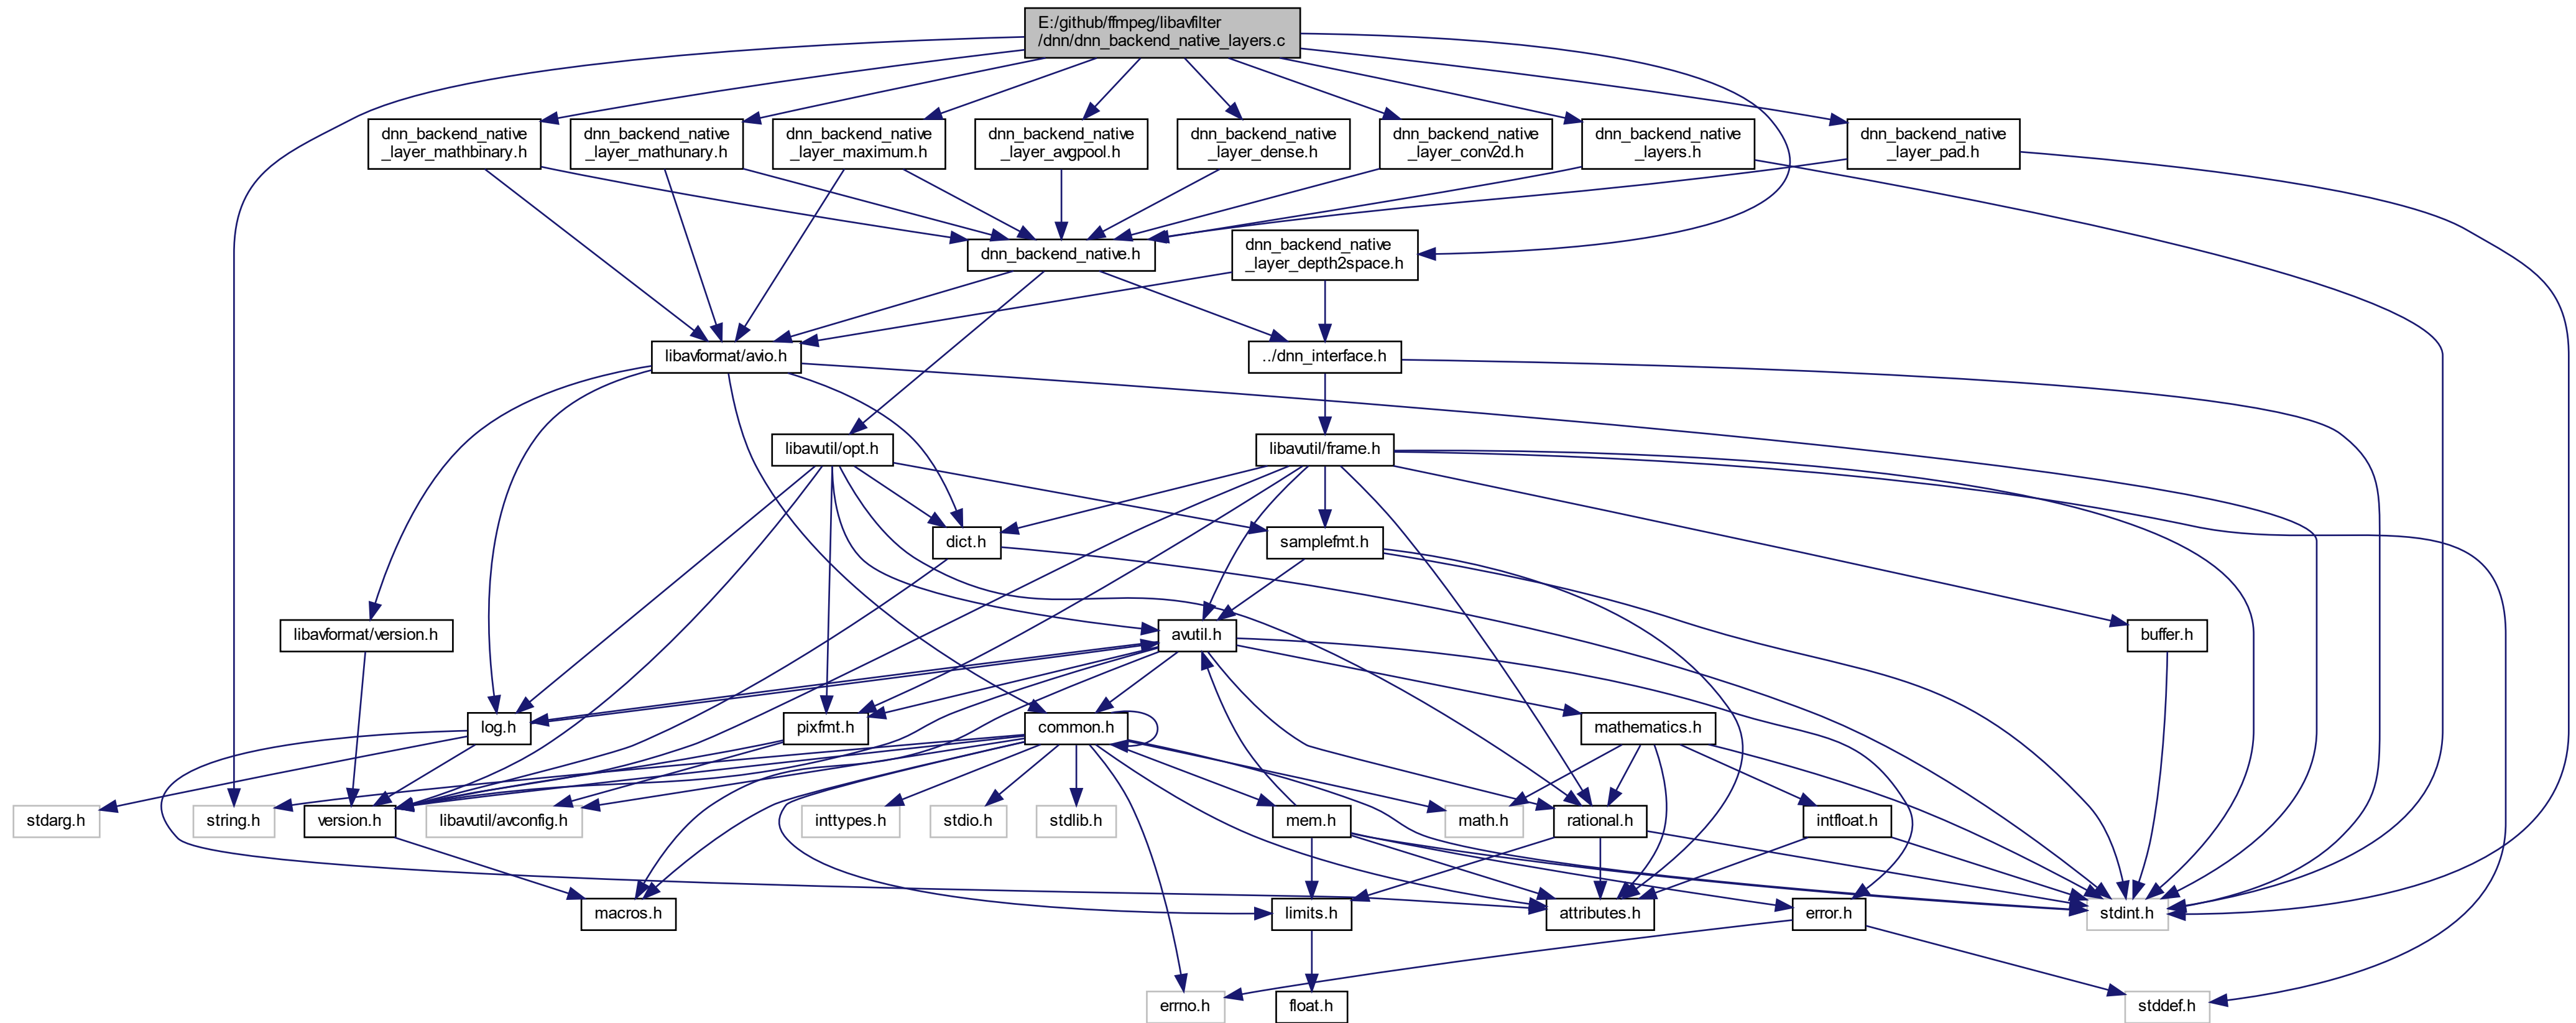 E:/github/ffmpeg/libavfilter
/dnn/dnn_backend_native_layers.c
dnn_backend_native
_layer_mathbinary.h
dnn_backend_native
_layer_mathunary.h
dnn_backend_native
_layer_maximum.h
dnn_backend_native
_layer_avgpool.h
dnn_backend_native
_layer_dense.h
dnn_backend_native
_layer_conv2d.h
dnn_backend_native
_layers.h
dnn_backend_native
_layer_pad.h
dnn_backend_native.h
dnn_backend_native
_layer_depth2space.h
libavformat/avio.h
../dnn_interface.h
libavutil/opt.h
libavutil/frame.h
dict.h
samplefmt.h
libavformat/version.h
avutil.h
buffer.h
log.h
pixfmt.h
common.h
mathematics.h
stdarg.h
string.h
version.h
libavutil/avconfig.h
inttypes.h
stdio.h
stdlib.h
mem.h
math.h
rational.h
intfloat.h
macros.h
limits.h
attributes.h
error.h
stdint.h
errno.h
float.h
stddef.h